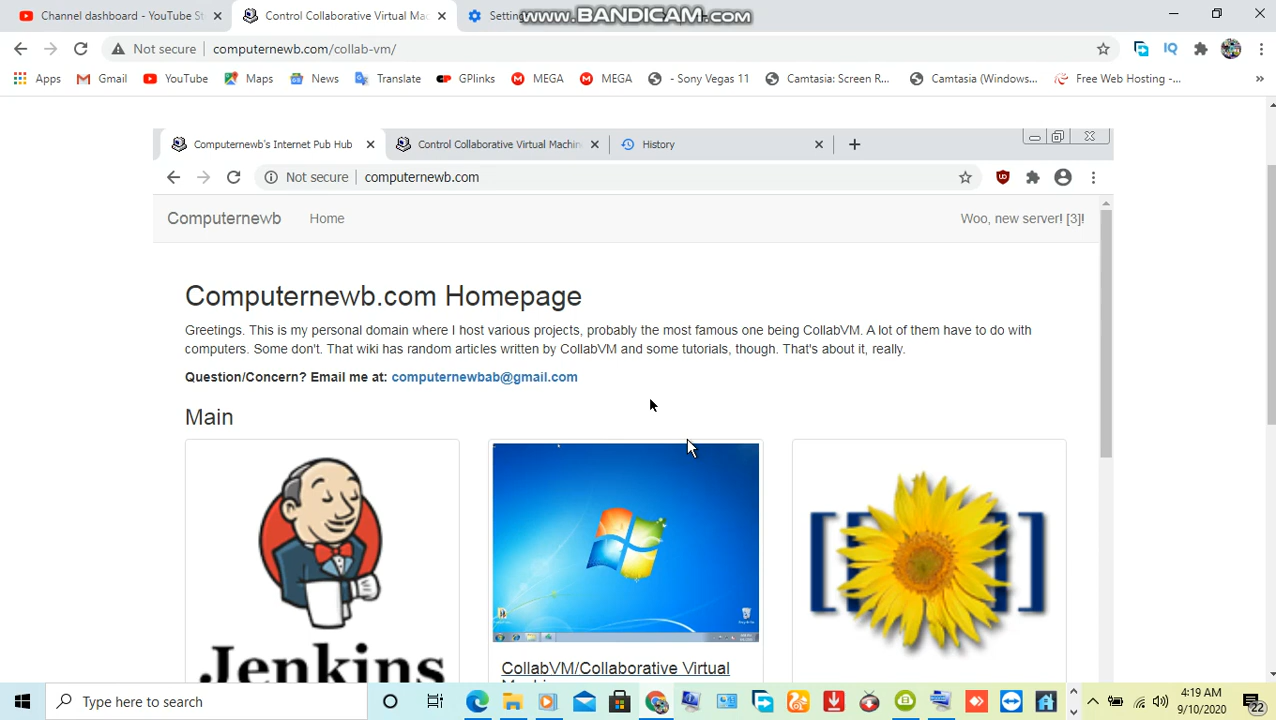 Channel dashboard - YouTube St
Control Collaborative Virtual Mac
Setting
www.BANDICAM.com
Not secure
computernewb.com/collab-vm/
Apps
Gmail
YouTube
Maps
News
Translate
GPlinks
MEGA
MEGA
- Sony Vegas 11
Camtasia: Screen R...
Camtasia (Windows...
Free Web Hosting -...
»
Computernewb's Internet Pub Hub
Control Collaborative Virtual Machin
History
Not secure
computernewb.com
Computernewb
Home
Woo, new server! [3]!
Computernewb.com Homepage
Greetings. This is my personal domain where I host various projects, probably the most famous one being CollabVM. A lot of them have to do with
computers. Some don't. That wiki has random articles written by CollabVM and some tutorials, though. That's about it, really.
Question/Concern? Email me at: computernewbab@gmail.com
Main
Jenkins
CollabVM/Collaborative Virtual
Type here to search
4:19 AM
9/10/2020
22